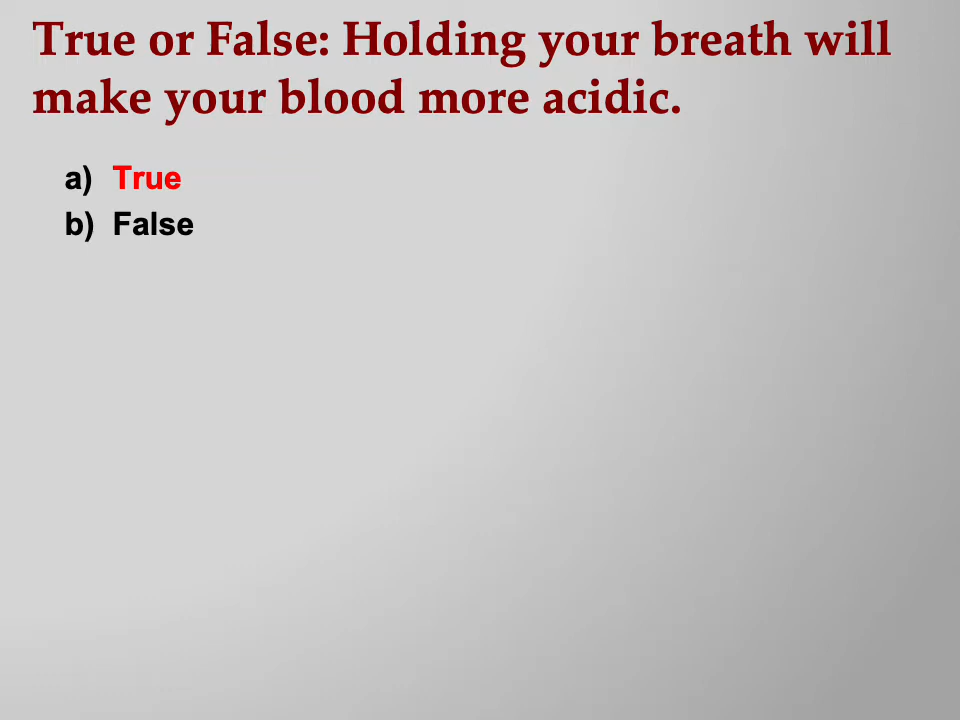 True or False: Holding your breath will
make your blood more acidic.
a) True
b) False